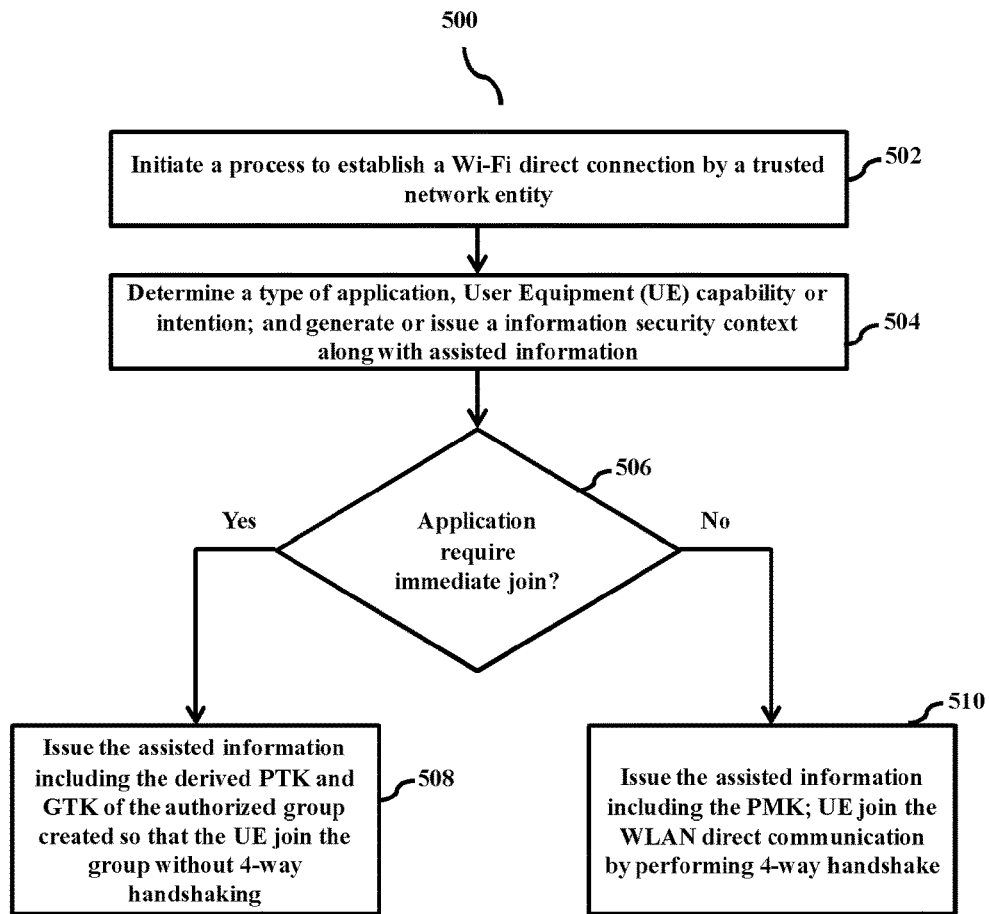 500
Initiate a process to establish a Wi-Fi direct connection by a trusted
network entity
502
Determine a type of application, User Equipment (UE) capability or
intention; and generate or issue a information security context
along with assisted information
504
506
Application
require
immediate join?
Yes
No
Issue the assisted information
including the derived PTK and
GTK of the authorized group
created so that the UE join the
group without 4-way
handshaking
508
510
Issue the assisted information
including the PMK; UE join the
WLAN direct communication
by performing 4-way handshake